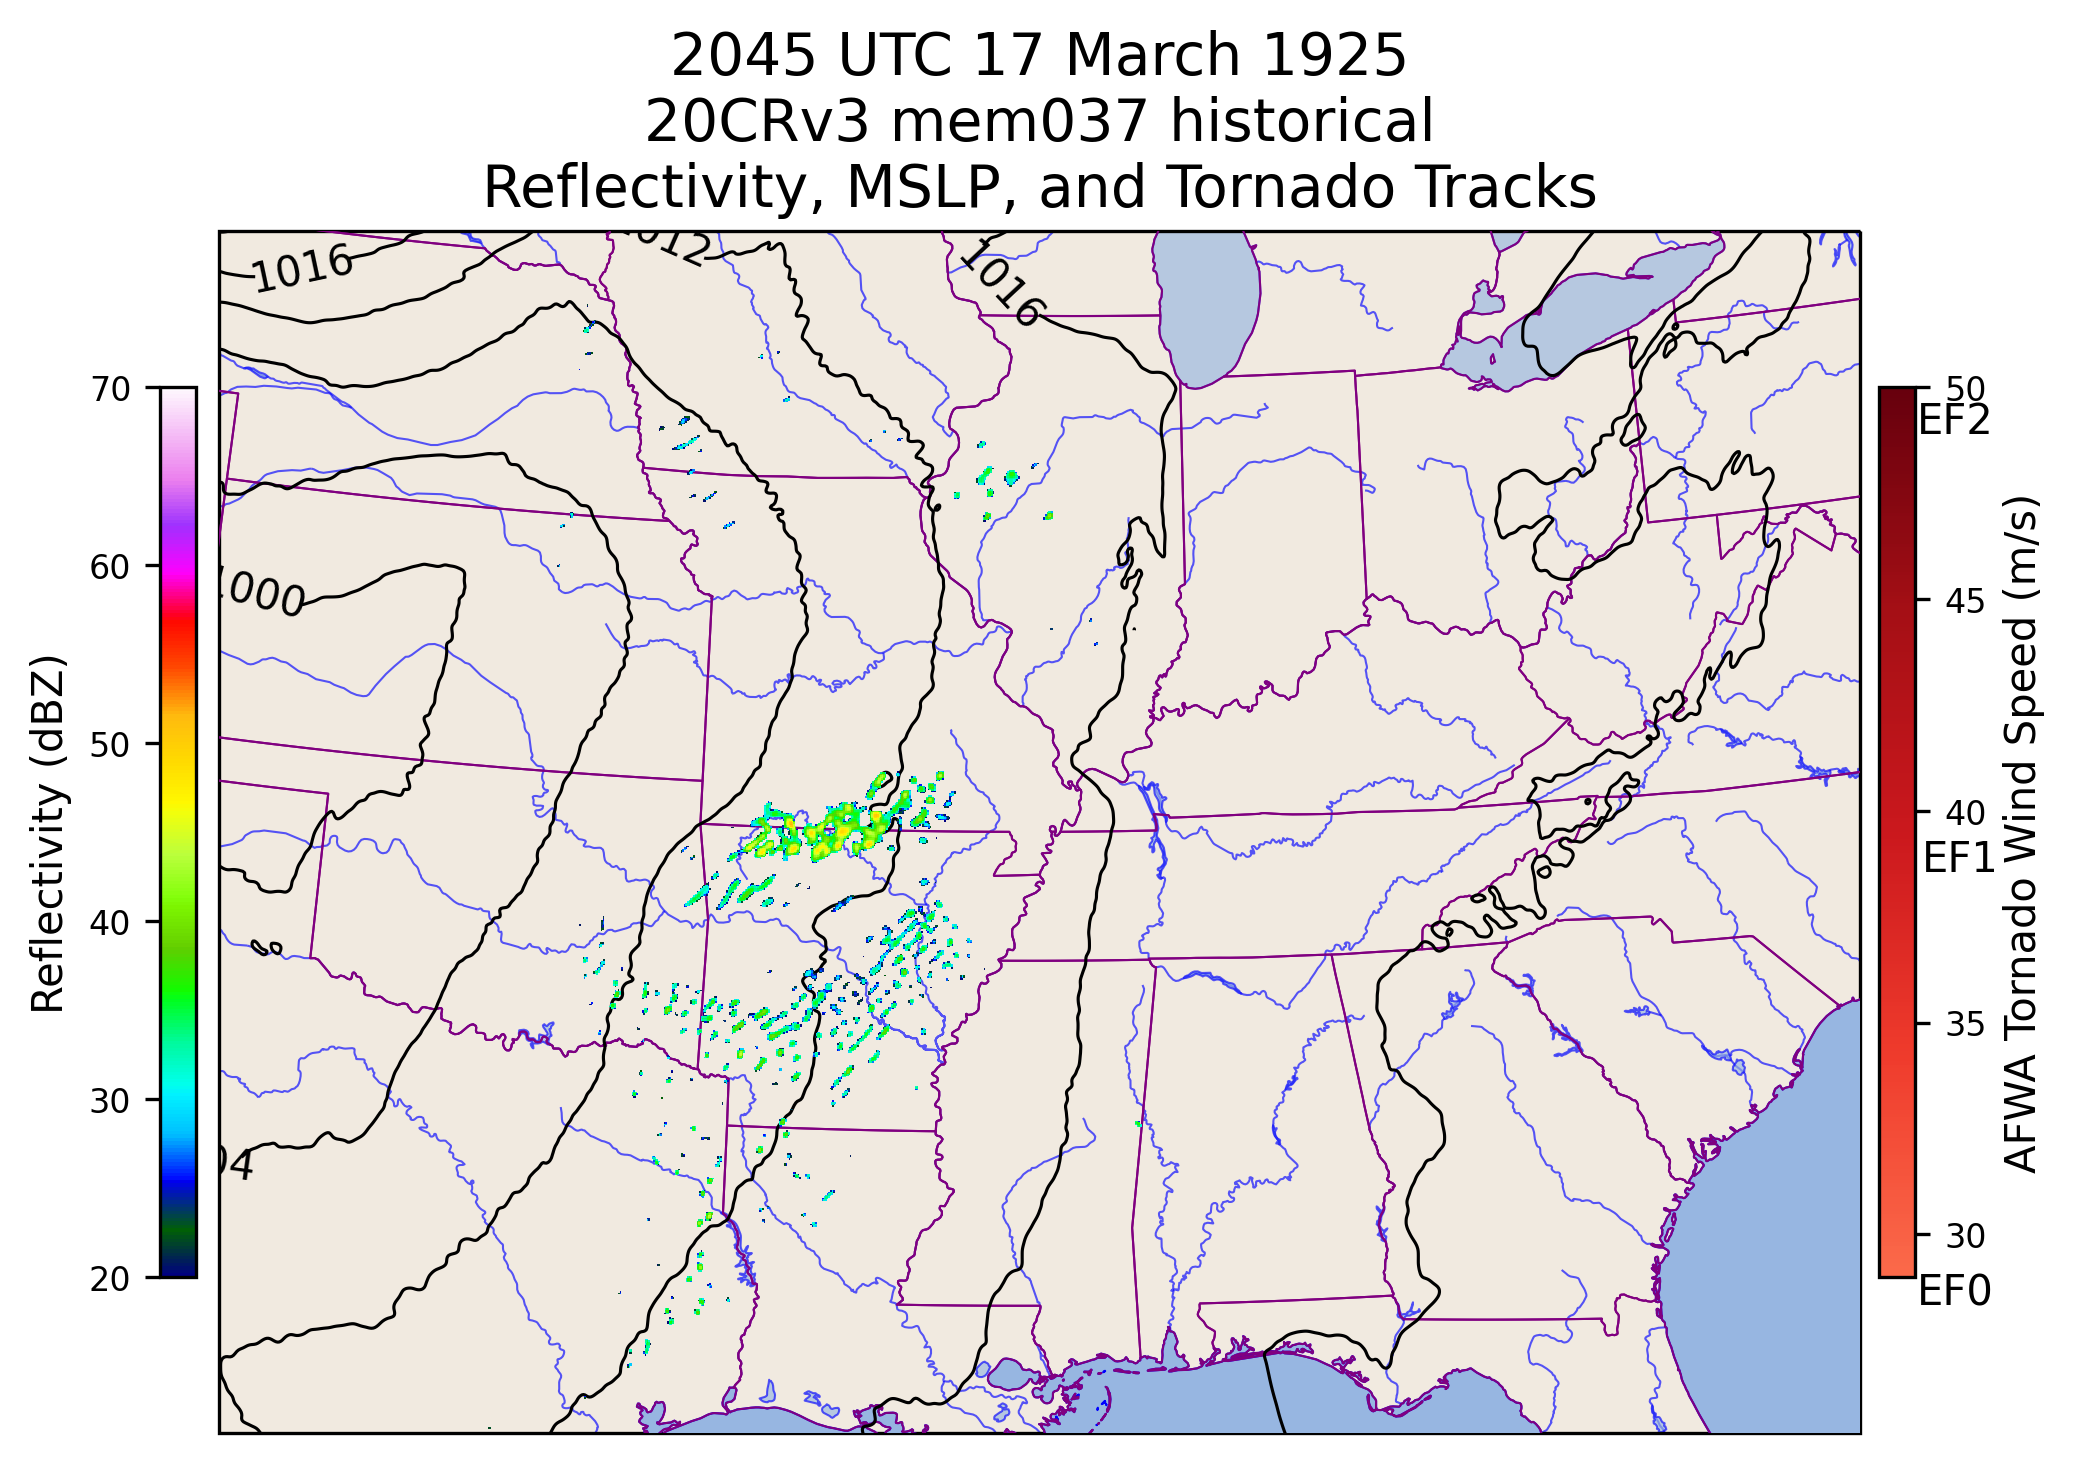 2045 UTC 17 March 1925
20CRv3 mem037 historical
Reflectivity, MSLP, and Tornado Tracks
1016
1016
000
04
70
60
50
40
30
20
Reflectivity (dBZ)
50
EF2
45
40
EF1
35
30
EF0
AFWA Tornado Wind Speed (m/s)